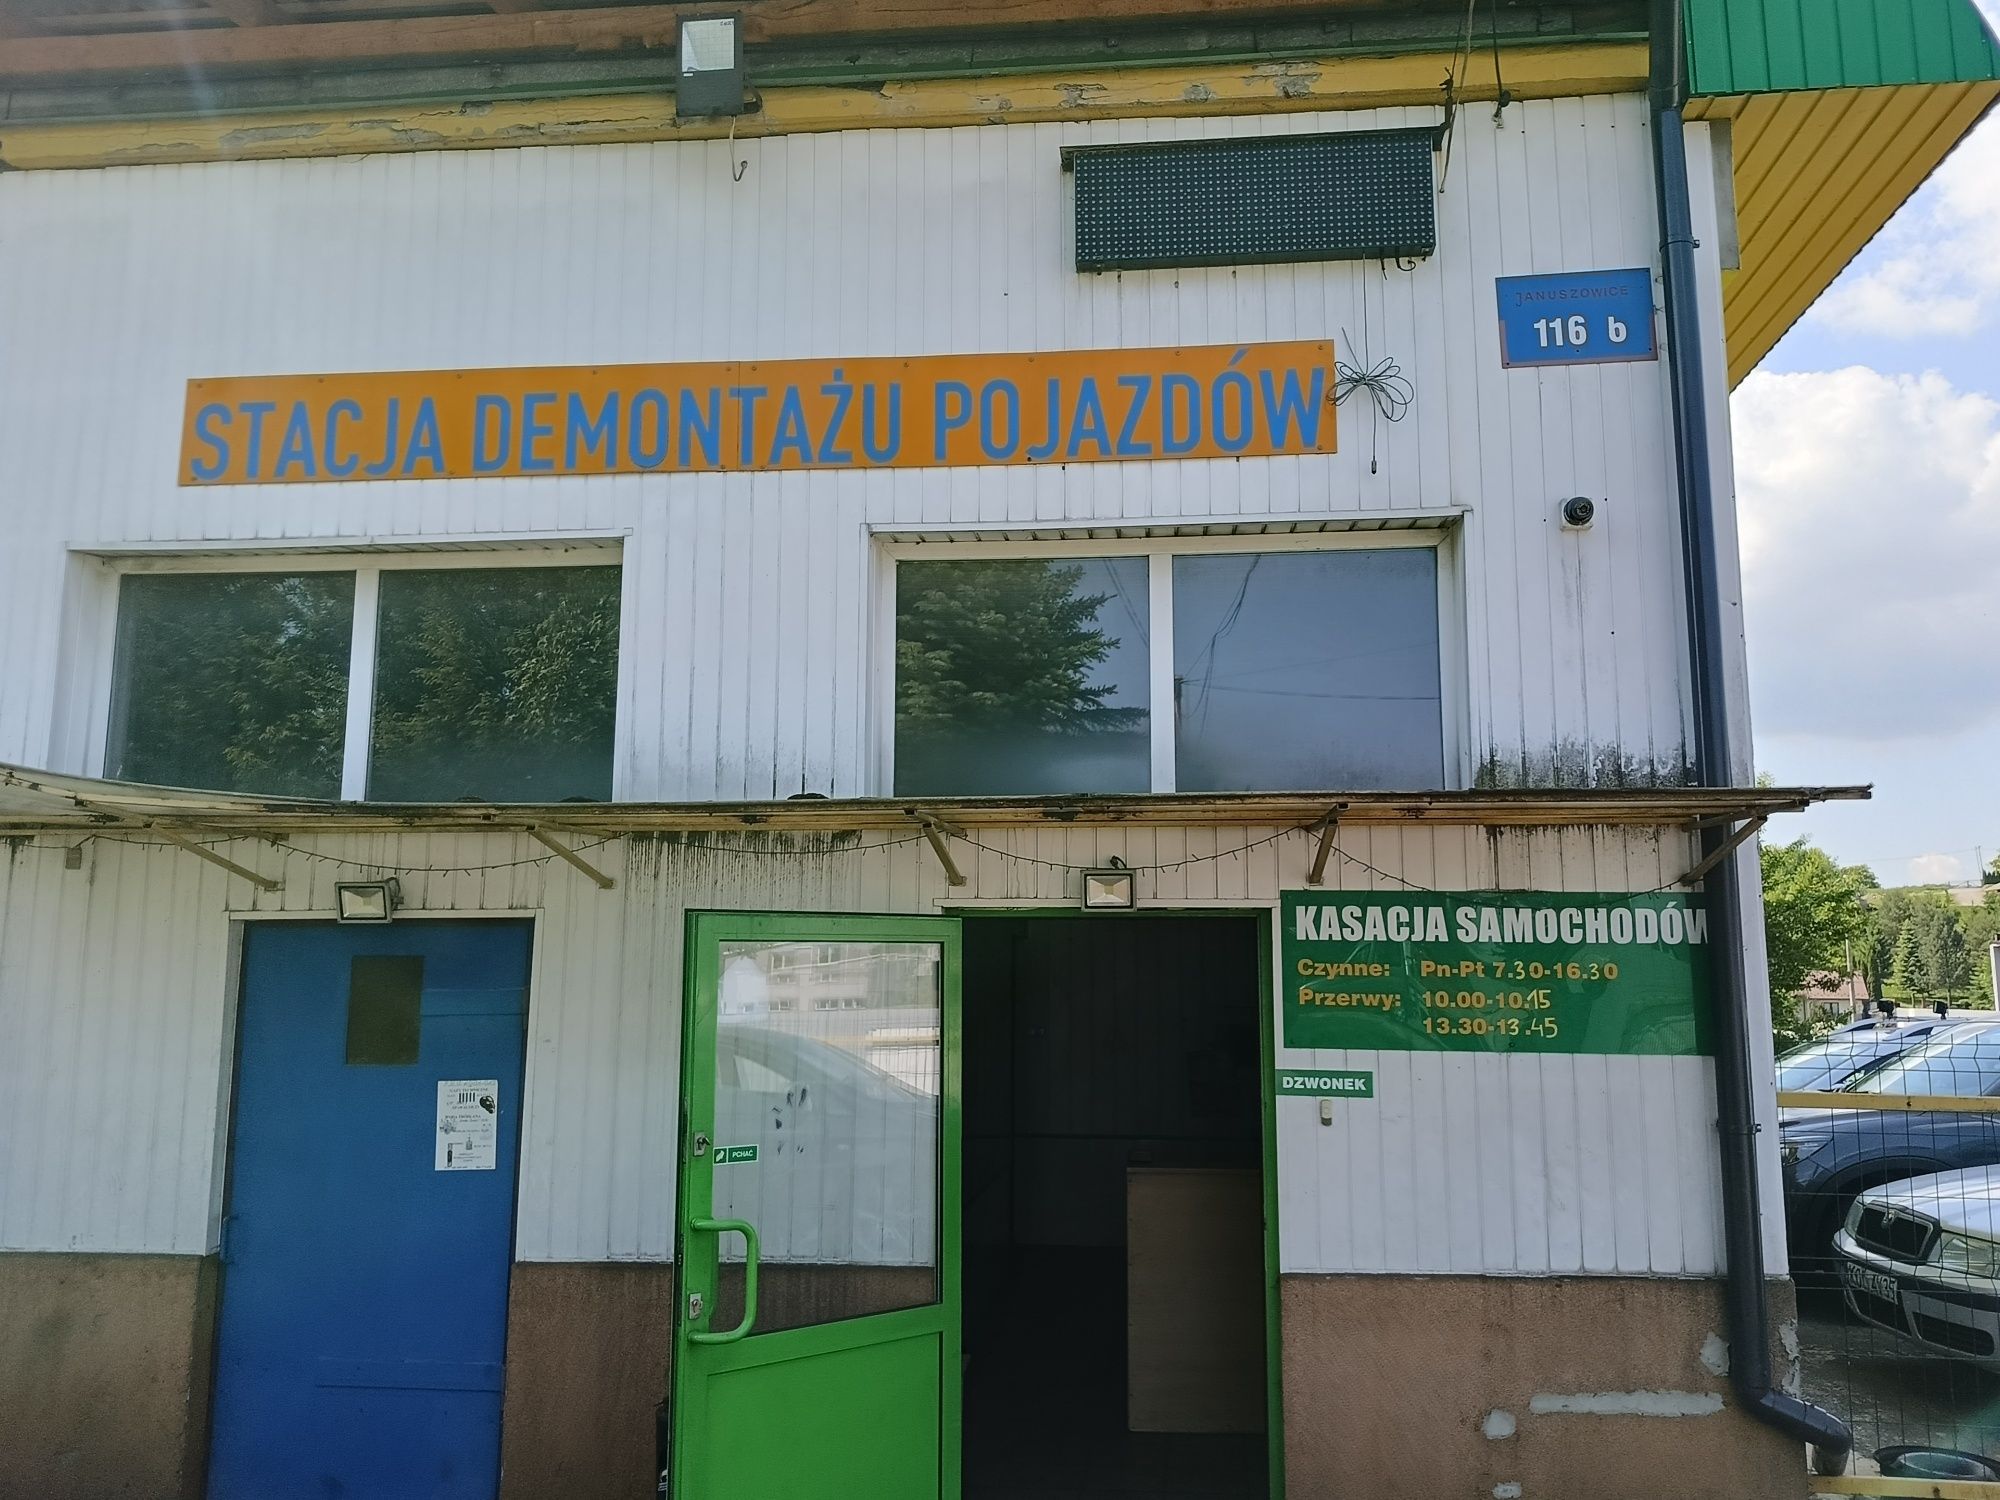 JANUSZOWICE
116 b
STACJA DEMONTAŻU POJAZDÓW
KASACJA SAMOCHODÓW
Czynne: Pn-Pt 7.30-16.30
Przerwy: 10.00-10.15
13.30-13.45
DZWONEK
PCHAĆ